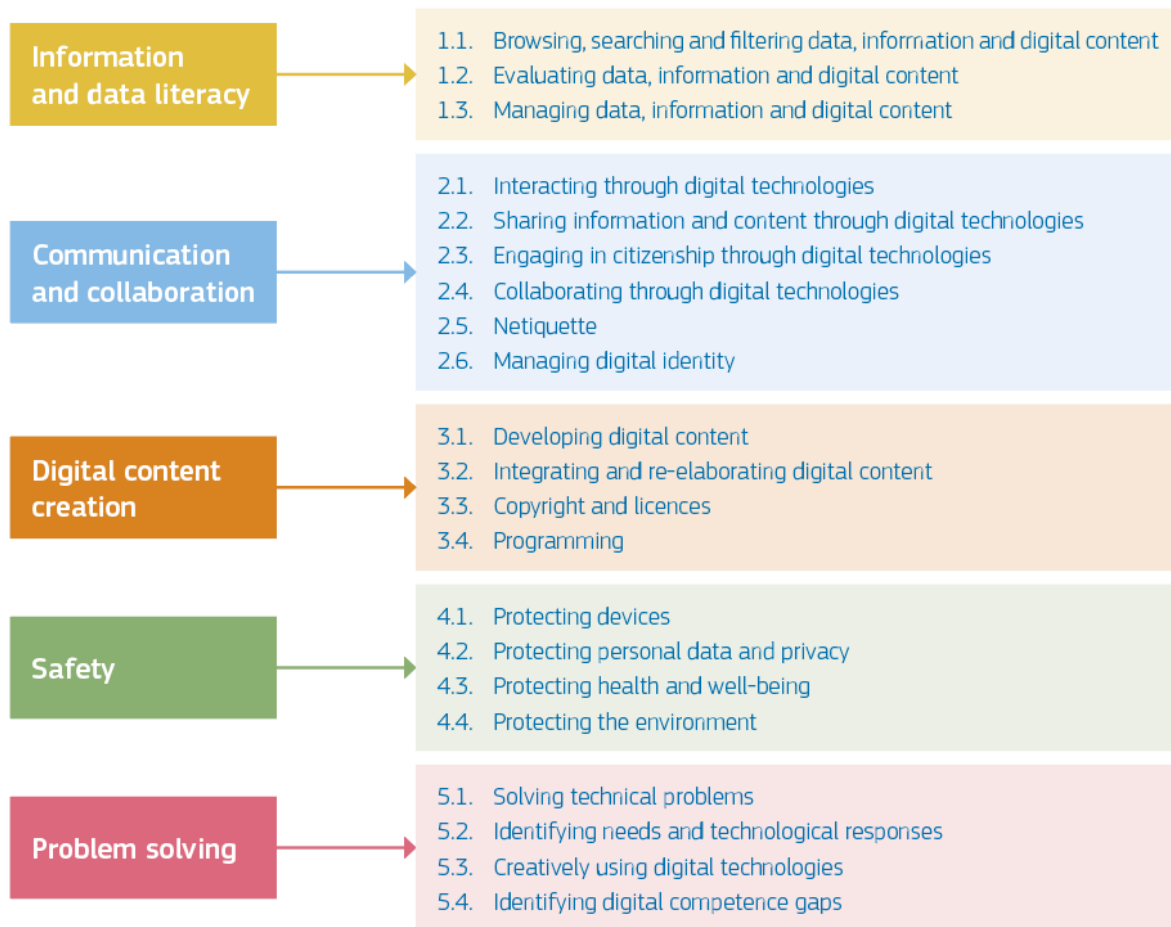 Information
and data literacy
1.1. Browsing, searching and filtering data, information and digital content
1.2. Evaluating data, information and digital content
1.3. Managing data, information and digital content
Communication
and collaboration
2.1. Interacting through digital technologies
2.2. Sharing information and content through digital technologies
2.3. Engaging in citizenship through digital technologies
2.4. Collaborating through digital technologies
2.5. Netiquette
2.6. Managing digital identity
Digital content
creation
3.1. Developing digital content
3.2. Integrating and re-elaborating digital content
3.3. Copyright and licences
3.4. Programming
Safety
4.1. Protecting devices
4.2. Protecting personal data and privacy
4.3. Protecting health and well-being
4.4. Protecting the environment
Problem solving
5.1. Solving technical problems
5.2. Identifying needs and technological responses
5.3. Creatively using digital technologies
5.4. Identifying digital competence gaps